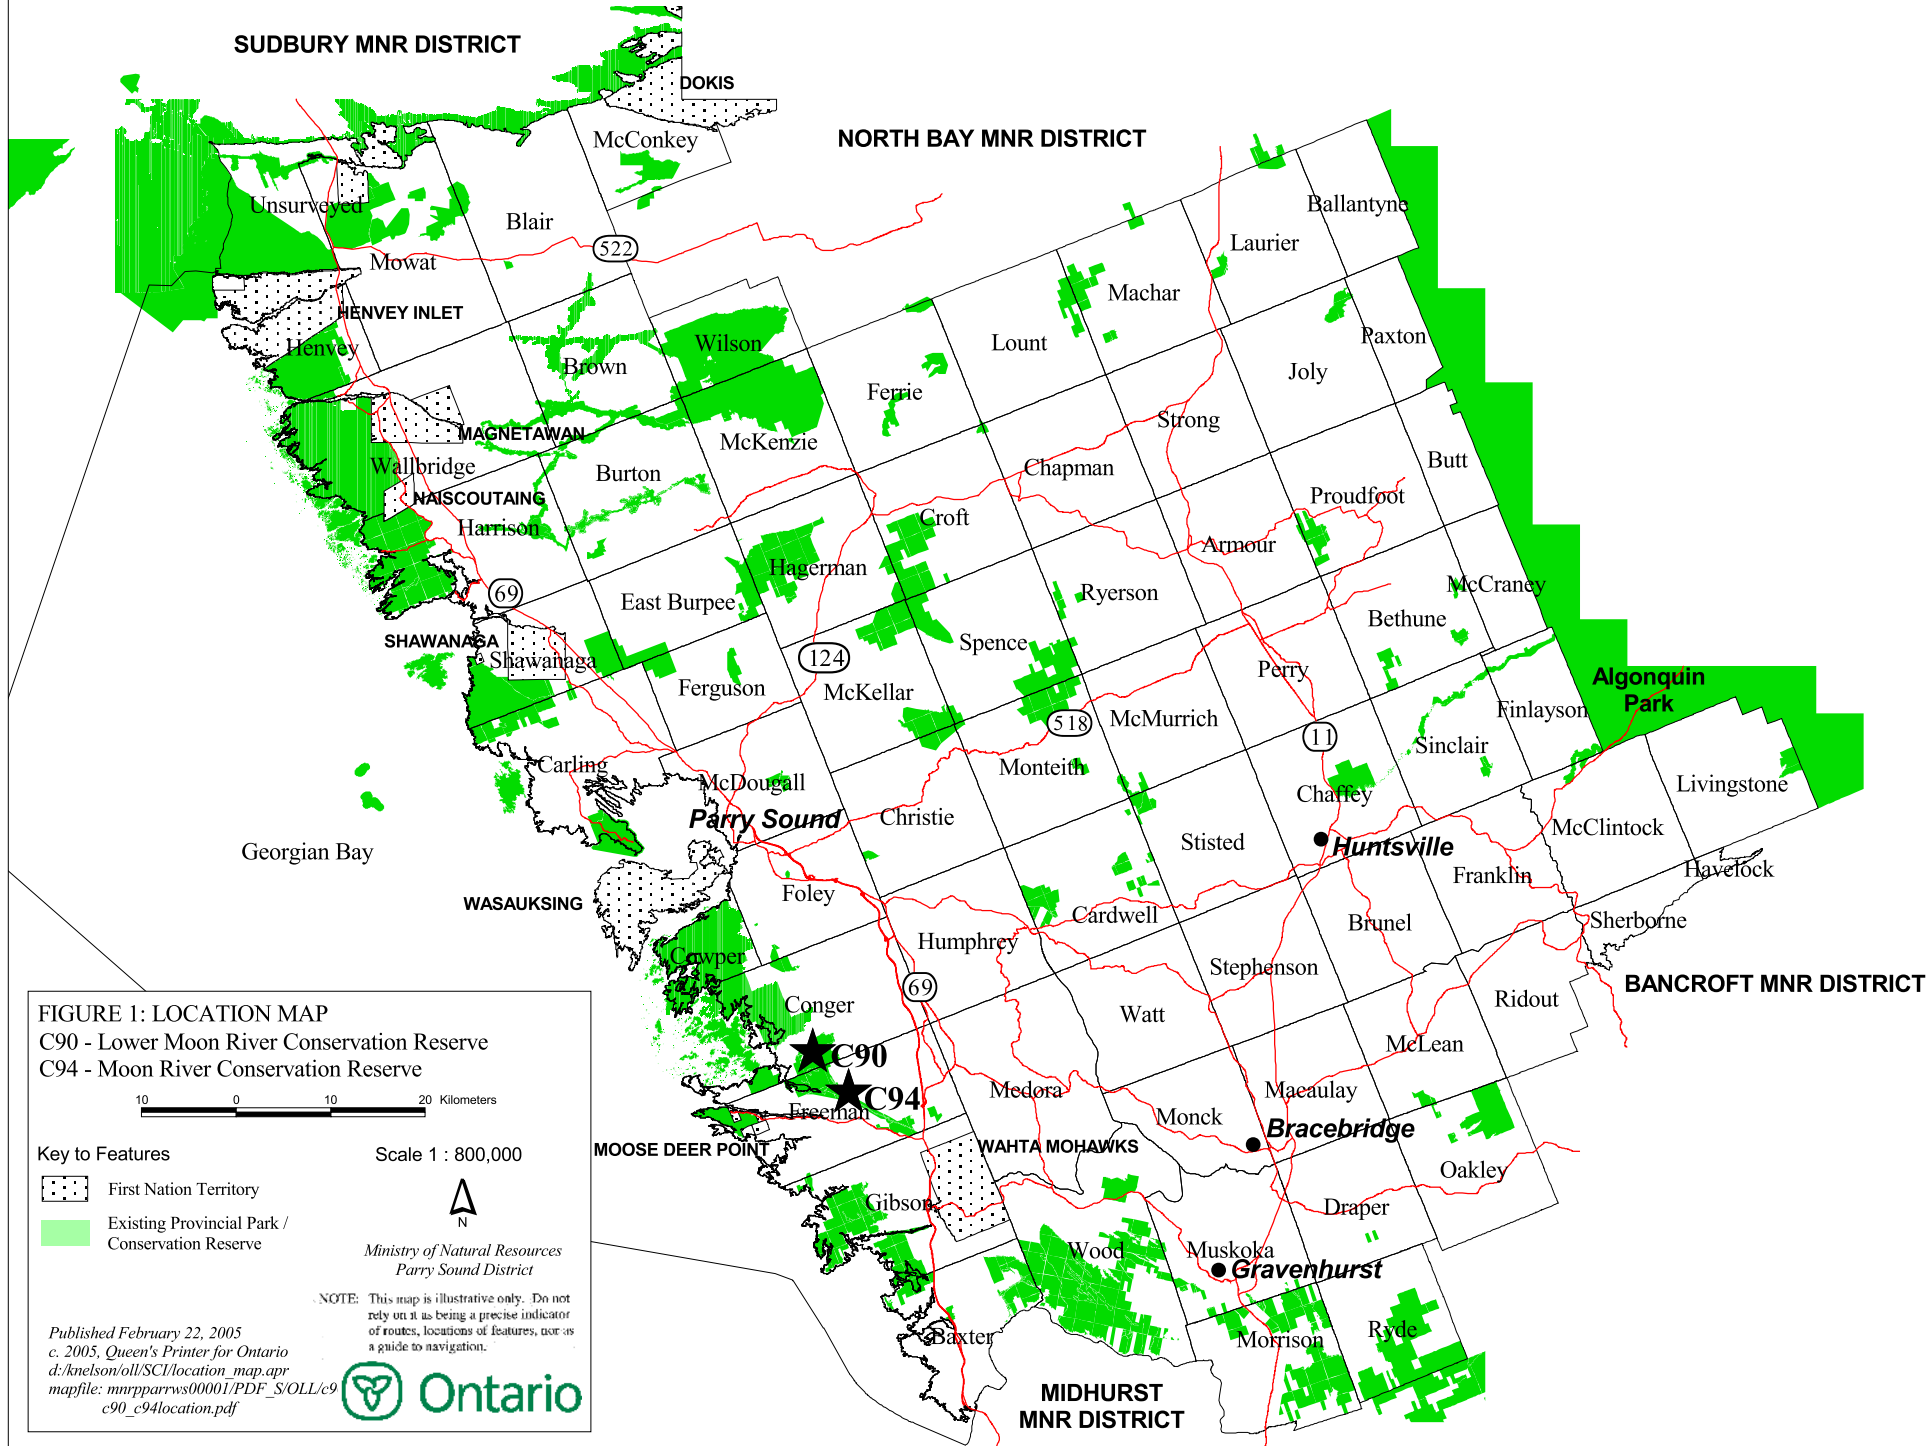 SUDBURY MNR DISTRICT
DOKIS
NORTH BAY MNR DISTRICT
McConkey
Unsurveyed
Blair
Ballantyne
Laurier
522
Mowat
Machar
HENVEY INLET
Henvey
Wilson
Lount
Paxton
Brown
Joly
Ferrie
Strong
MAGNETAWAN
McKenzie
Wallbridge
Burton
Chapman
Butt
NAISCOUTAING
Proudfoot
Harrison
Croft
Armour
Hagerman
69
East Burpee
Ryerson
McCraney
Bethune
SHAWANAGA
Shawanaga
Spence
124
Perry
Algonquin
Park
Ferguson
McKellar
518
McMurrich
Finlayson
11
Sinclair
Carling
McDougall
Monteith
Chaffey
Livingstone
Parry Sound
Christie
McClintock
Georgian Bay
Stisted
Huntsville
Franklin
Havelock
WASAUKSING
Foley
Cardwell
Brunel
Sherborne
Humphrey
Cowper
Stephenson
BANCROFT MNR DISTRICT
69
Conger
Watt
Ridout
C90
McLean
C94
Medora
Macaulay
Freeman
Monck
Bracebridge
MOOSE DEER POINT
WAHTA MOHAWKS
Oakley
Gibson
Draper
Wood
Muskoka
Gravenhurst
Baxter
Morrison
Ryde
MIDHURST
MNR DISTRICT
FIGURE 1: LOCATION MAP
C90 - Lower Moon River Conservation Reserve
C94 - Moon River Conservation Reserve
10 0 10 20 Kilometers
Key to Features
Scale 1 : 800,000
First Nation Territory
N
Existing Provincial Park /
Conservation Reserve
Ministry of Natural Resources
Parry Sound District
NOTE: This map is illustrative only. Do not
rely on it as being a precise indicator
of routes, locations of features, nor as
a guide to navigation.
Published February 22, 2005
c. 2005, Queen's Printer for Ontario
d:/knelson/oll/SCI/location_map.apr
mapfile: mnrpparrws00001/PDF_S/OLL/c9
c90_c94location.pdf
Ontario